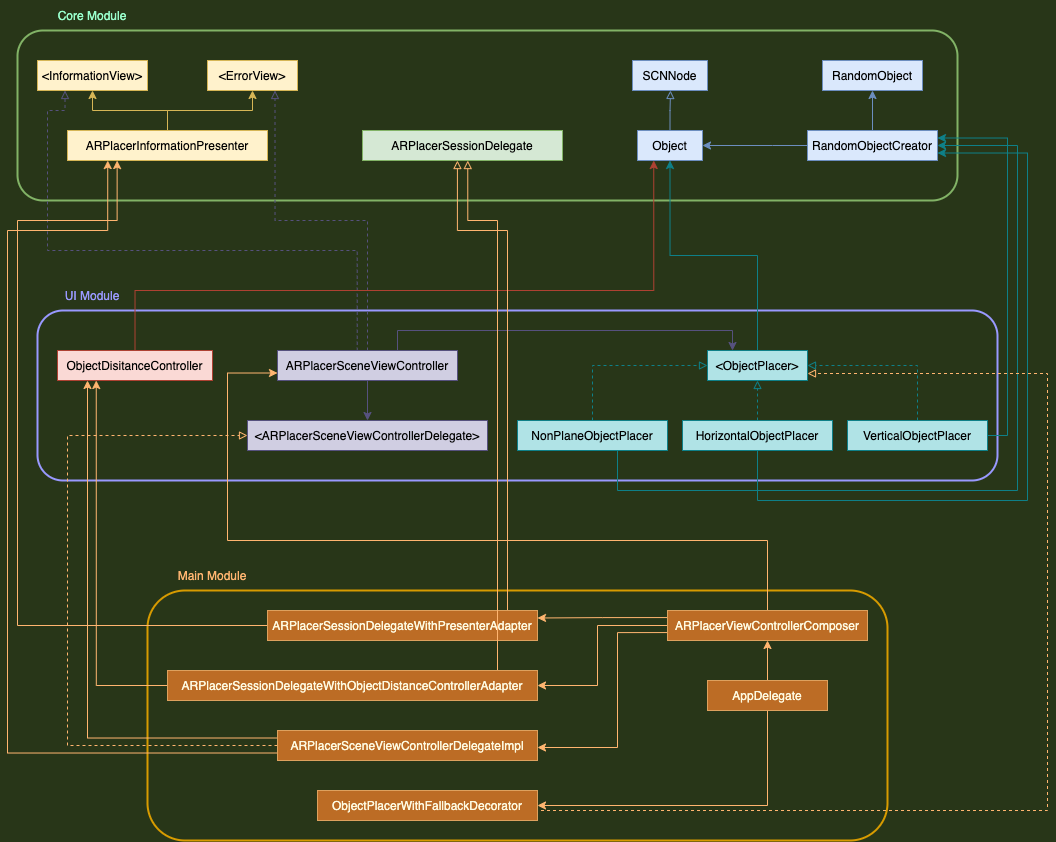 Core Module
<InformationView>
<ErrorView>
SCNNode
RandomObject
ARPlacerInformationPresenter
ARPlacerSessionDelegate
Object
RandomObjectCreator
UI Module
ObjectDisitanceController
ARPlacerSceneViewController
<ObjectPlacer>
<ARPlacerSceneViewControllerDelegate>
NonPlaneObjectPlacer
HorizontalObjectPlacer
VerticalObjectPlacer
Main Module
ARPlacerSessionDelegateWithPresenterAdapter
ARPlacerViewControllerComposer
ARPlacerSessionDelegateWithObjectDistanceControllerAdapter
AppDelegate
ARPlacerSceneViewControllerDelegateImpl
ObjectPlacerWithFallbackDecorator